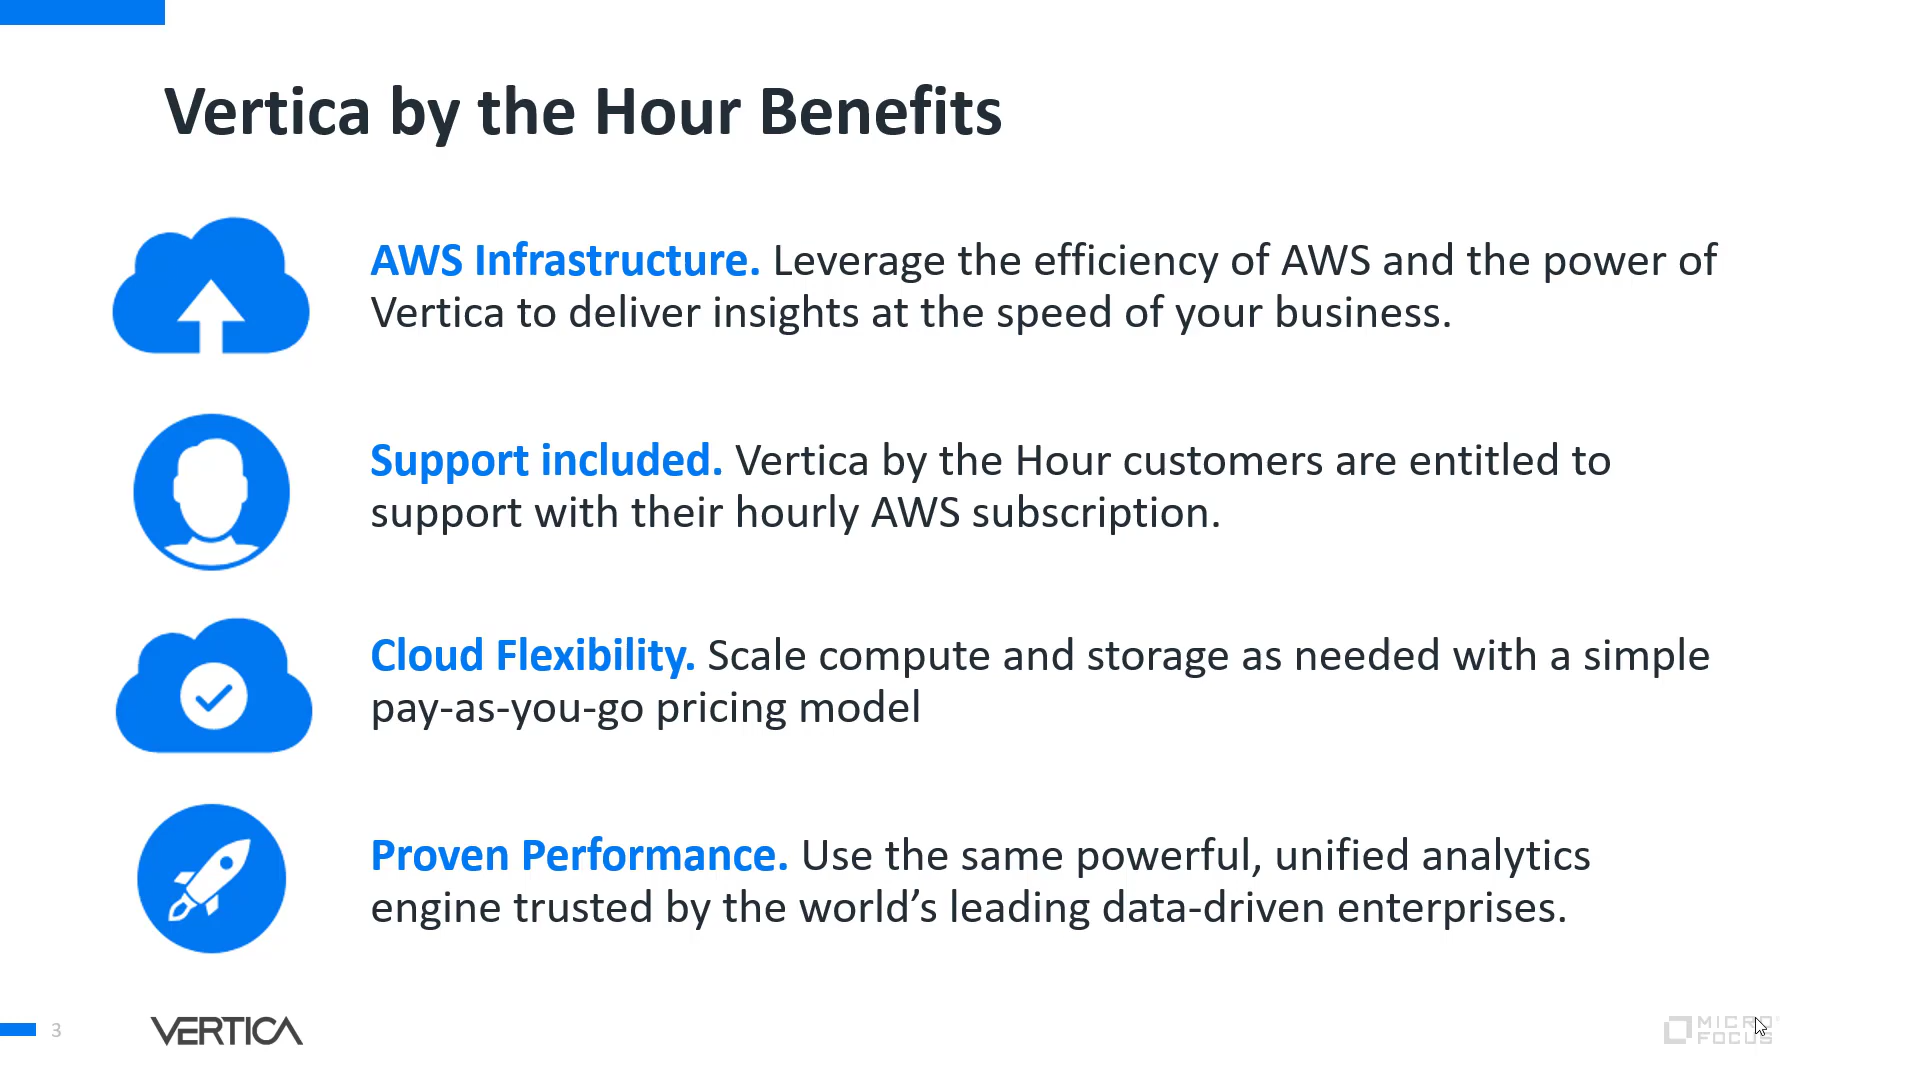 Vertica by the Hour Benefits
AWS Infrastructure. Leverage the efficiency of AWS and the power of
Vertica to deliver insights at the speed of your business.
Support included. Vertica by the Hour customers are entitled to
support with their hourly AWS subscription.
Cloud Flexibility. Scale compute and storage as needed with a simple
pay-as-you-go pricing model
Proven Performance. Use the same powerful, unified analytics
engine trusted by the world’s leading data-driven enterprises.
3
VERTICA
MICRO
FOCUS